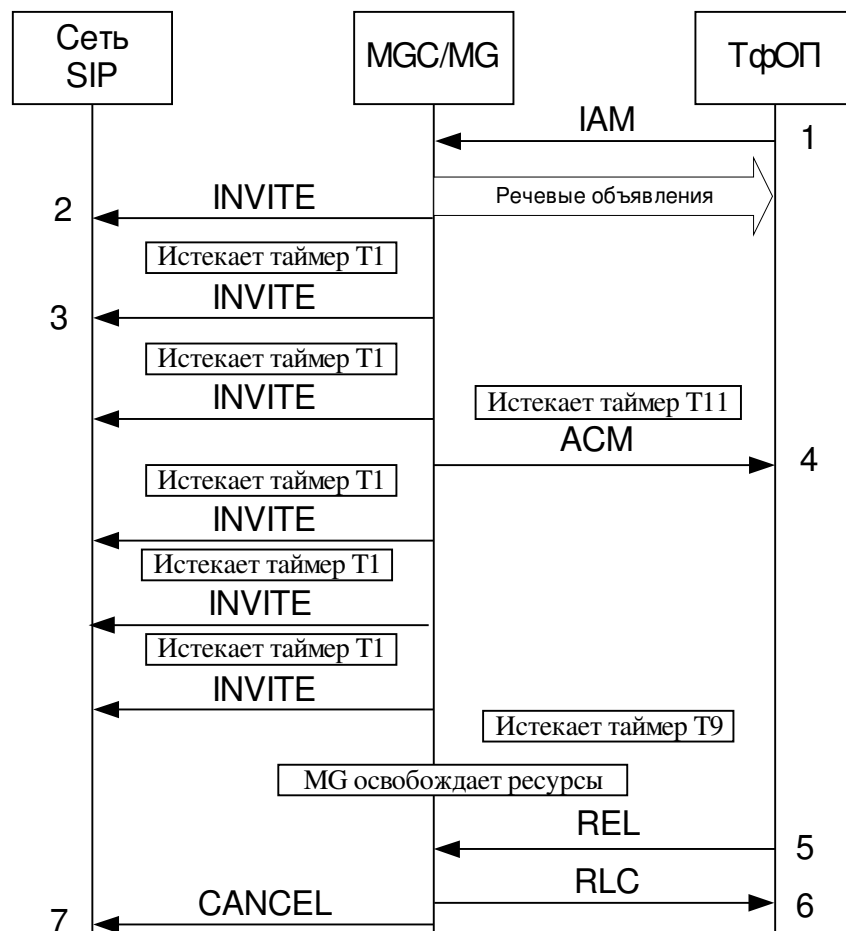 Сеть
SIP
MGC/MG
ТфОП
IAM
1
Речевые объявления
2
INVITE
Истекает таймер T1
3
INVITE
Истекает таймер T1
INVITE
Истекает таймер T11
ACM
4
Истекает таймер T1
INVITE
Истекает таймер T1
INVITE
Истекает таймер T1
INVITE
Истекает таймер T9
MG освобождает ресурсы
REL
5
RLC
6
CANCEL
7